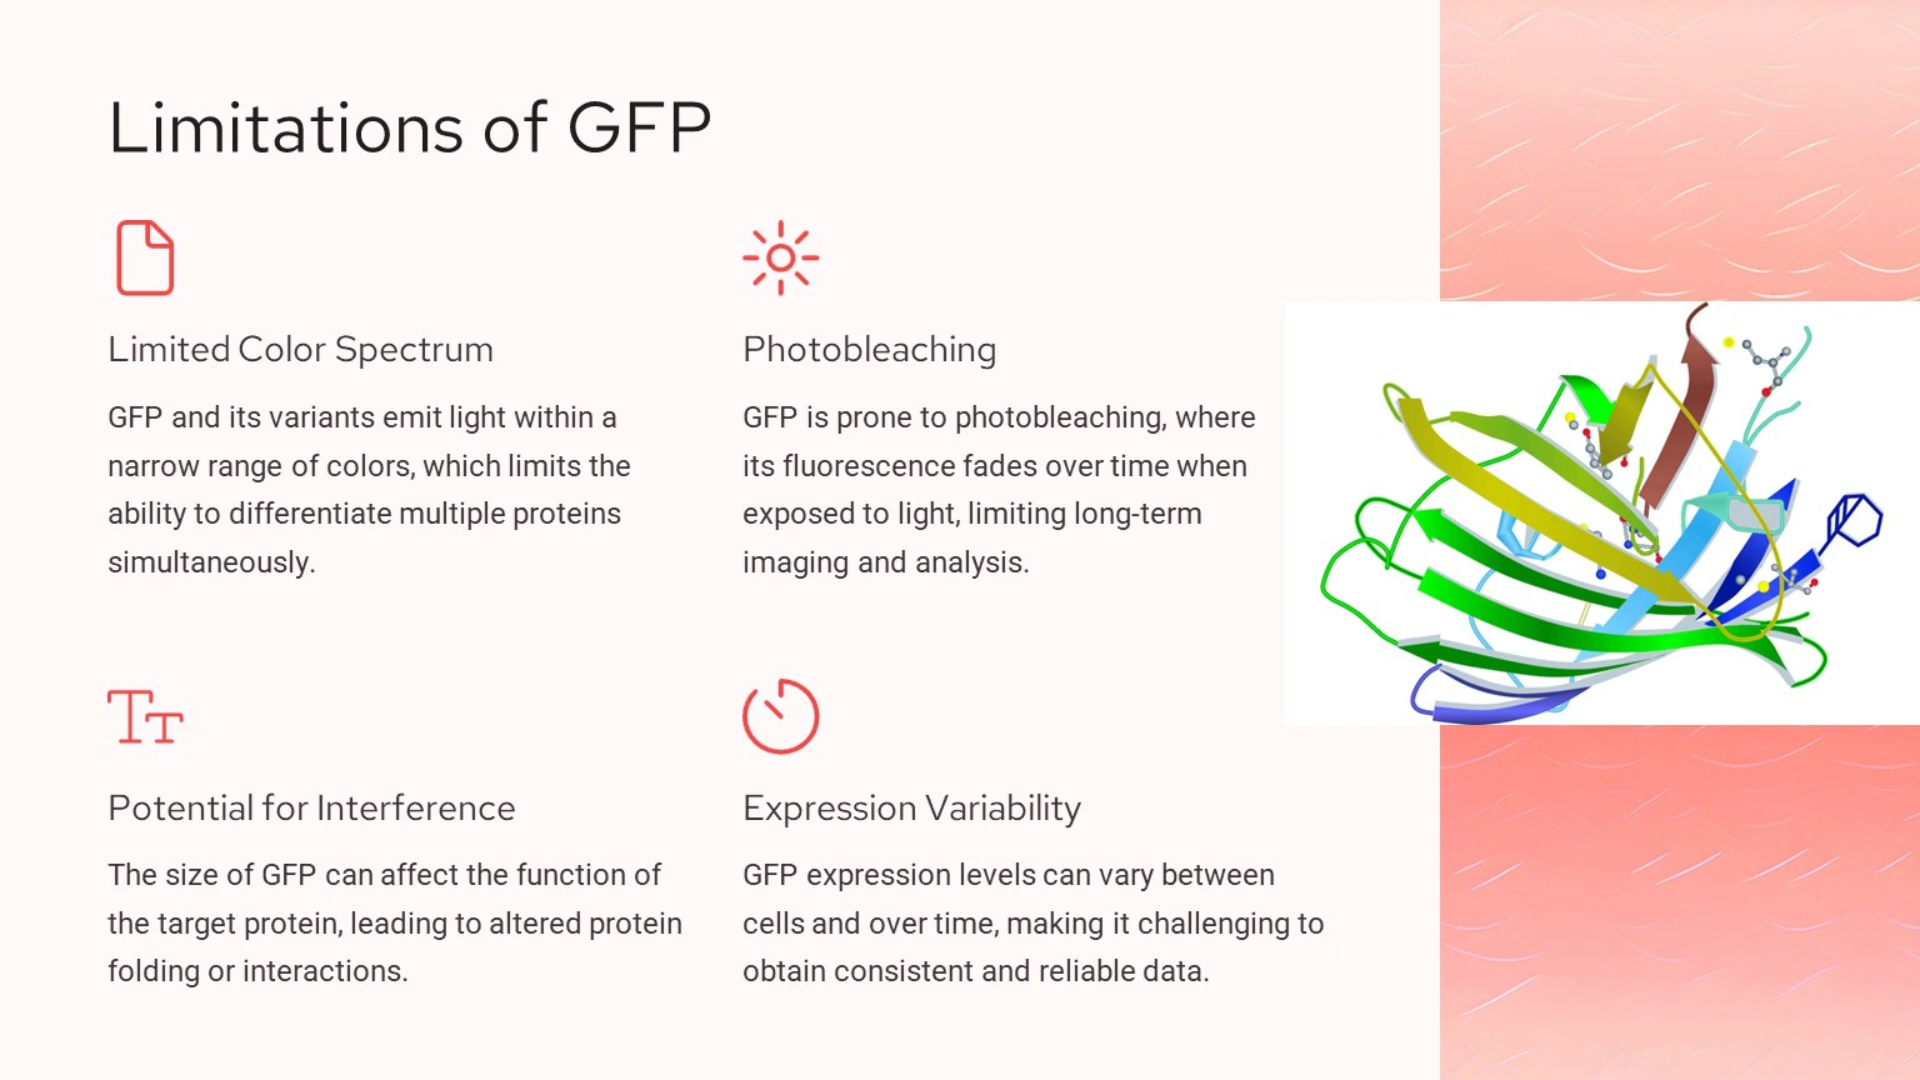 Limitations of GFP
Limited Color Spectrum
GFP and its variants emit light within a
narrow range of colors, which limits the
ability to differentiate multiple proteins
simultaneously.
Photobleaching
GFP is prone to photobleaching, where
its fluorescence fades over time when
exposed to light, limiting long-term
imaging and analysis.
Potential for Interference
The size of GFP can affect the function of
the target protein, leading to altered protein
folding or interactions.
Expression Variability
GFP expression levels can vary between
cells and over time, making it challenging to
obtain consistent and reliable data.